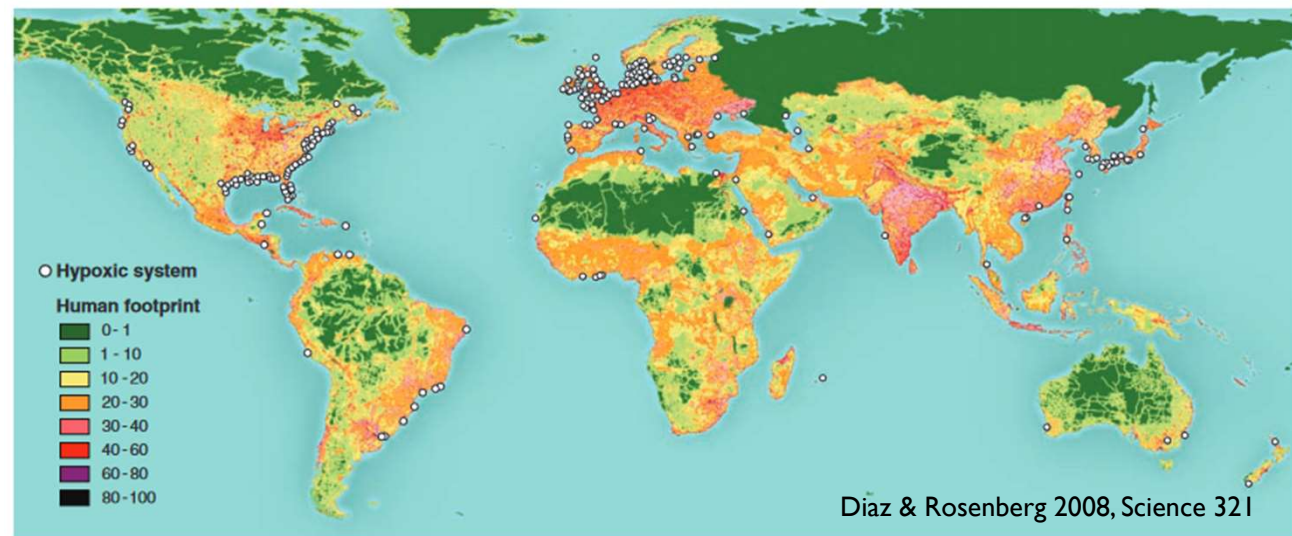 Hypoxic system
Human footprint
0-1
1-10
10-20
20-30
30-40
40-60
60-80
80-100
Diaz & Rosenberg 2008, Science 321